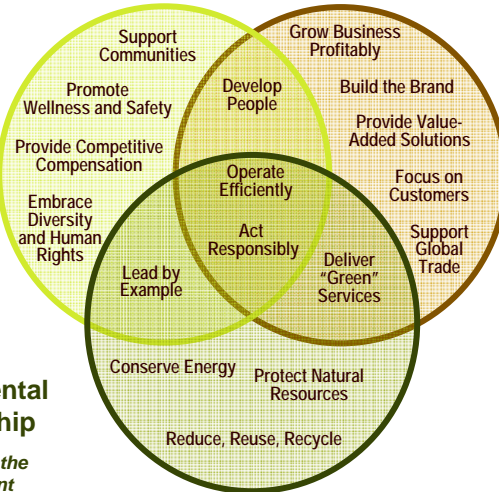 Support
Communities
Promote
Wellness and Safety
Provide Competitive
Compensation
Embrace
Diversity
and Human
Rights
Develop
People
Grow Business
Profitably
Build the Brand
Provide Value-
Added Solutions
Focus on
Customers
Support
Global
Trade
Operate
Efficiently
Act
Responsibly
Lead by
Example
Deliver
“Green”
Services
Conserve Energy
Protect Natural
Resources
Reduce, Reuse, Recycle
ental
hip
the
nt